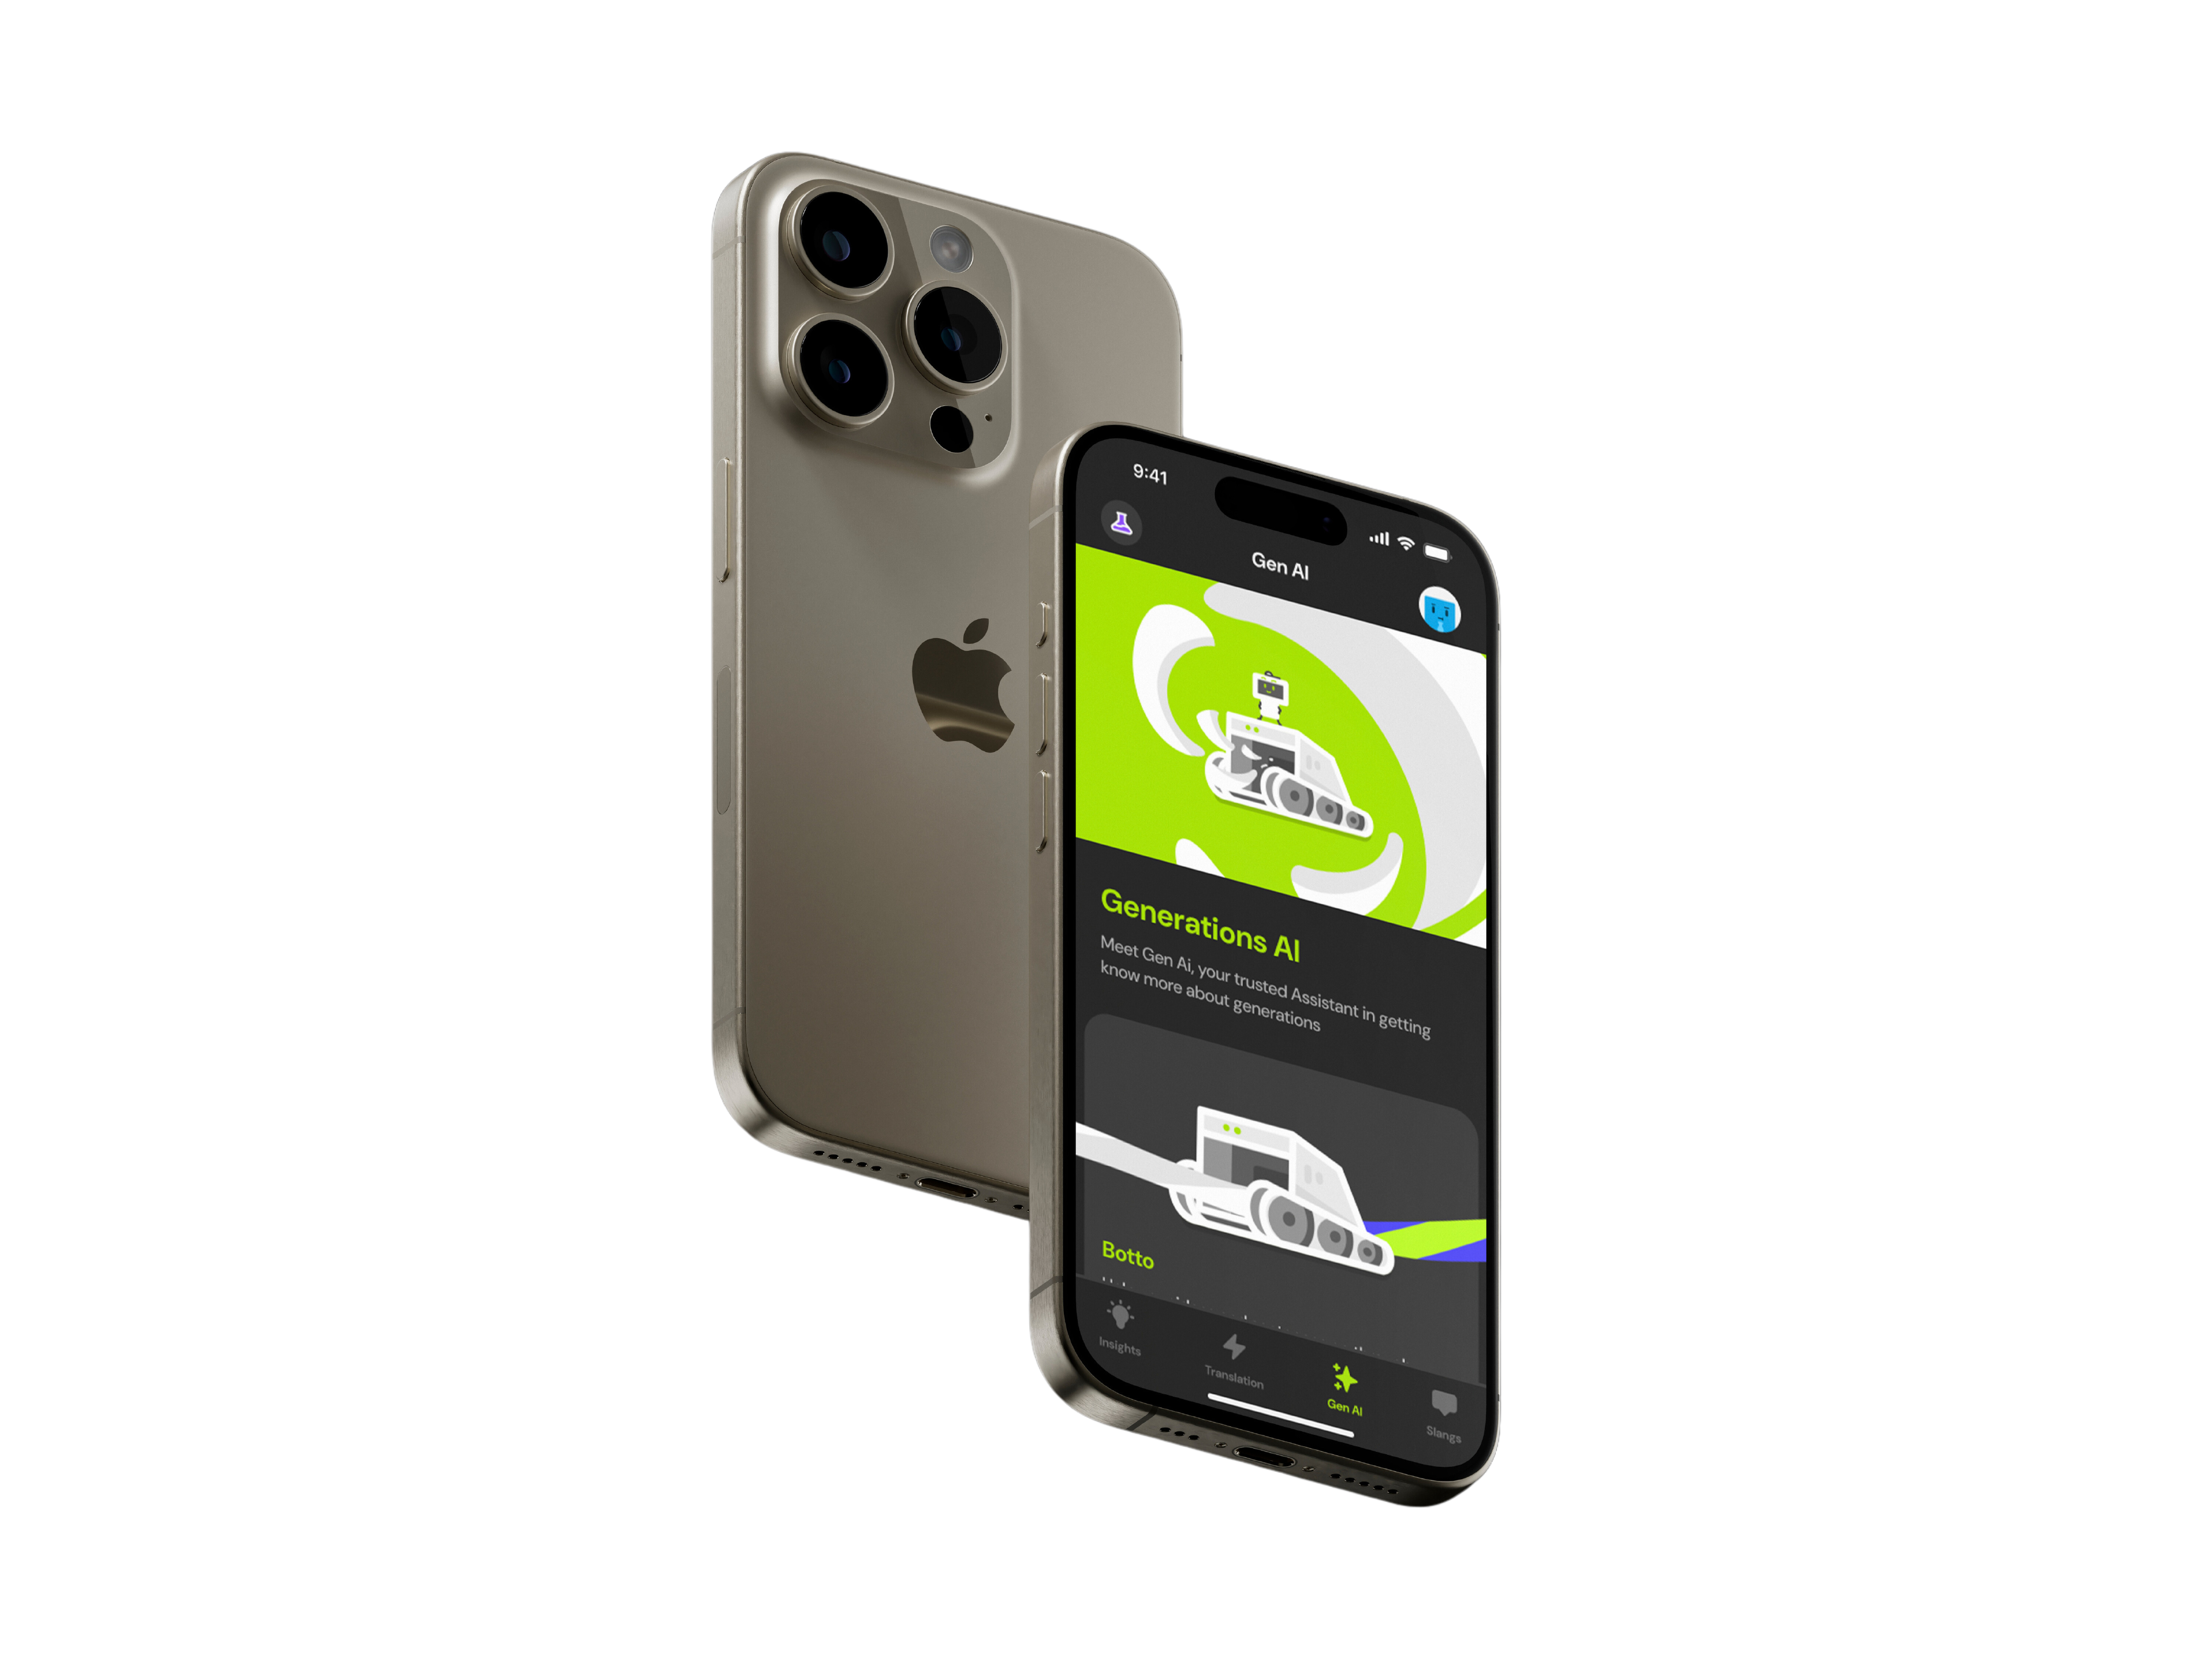 9:41
Gen AI
Generations AI
Meet Gen Ai, your trusted Assistant in getting
know more about generations
Botto
Insights
Translation
Gen AI
Slangs